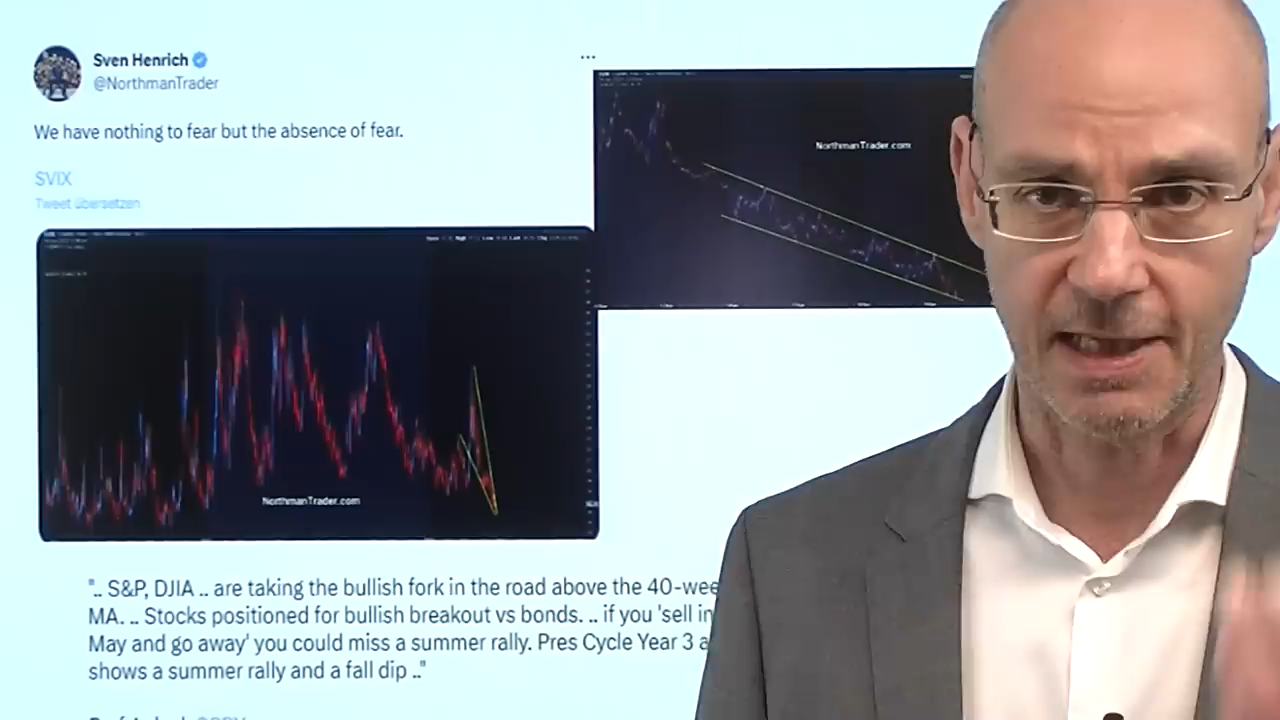 Sven Henrich
@NorthmanTrader
...
We have nothing to fear but the absence of fear.
$VIX
Tweet übersetzen
NorthmanTrader.com
NorthmanTrader.com
".. S&P, DJIA .. are taking the bullish fork in the road above the 40-wee
MA. .. Stocks positioned for bullish breakout vs bonds. .. if you 'sell in
May and go away' you could miss a summer rally. Pres Cycle Year 3 a
shows a summer rally and a fall dip .."